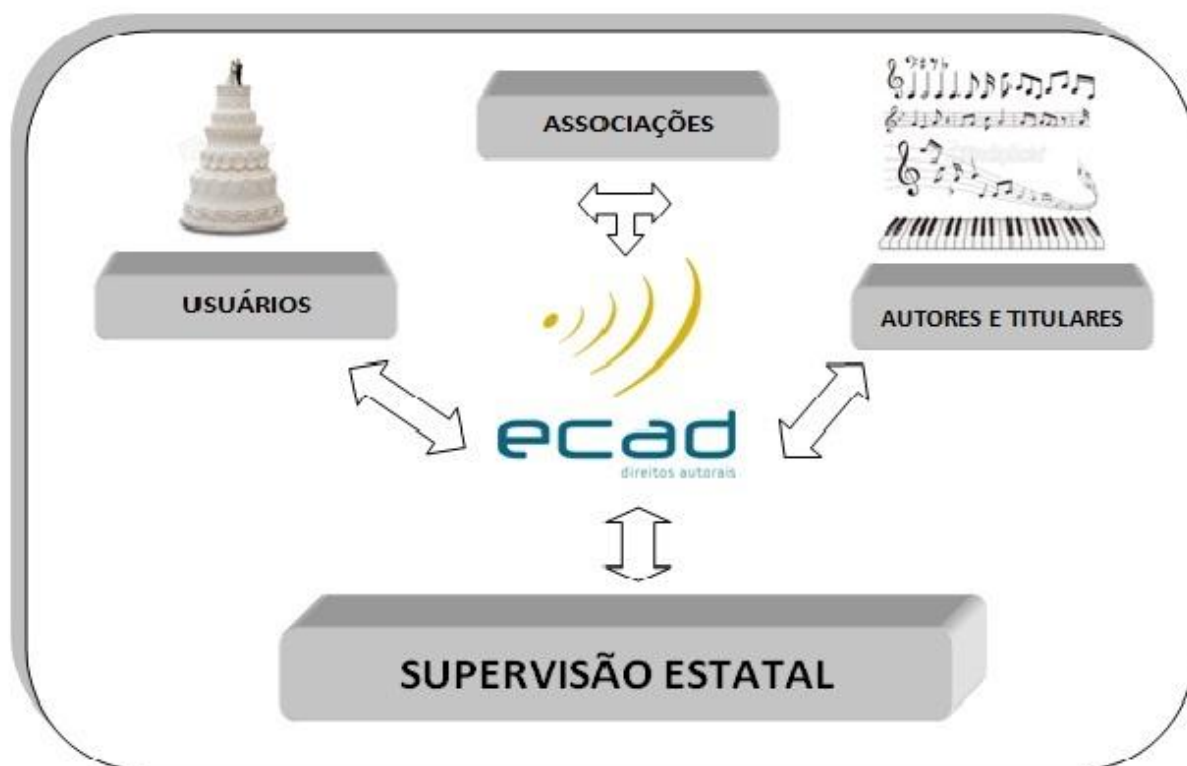 ASSOCIAÇÕES
USUÁRIOS
AUTORES E TITULARES
ecad
direitos autorais
SUPERVISÃO ESTATAL